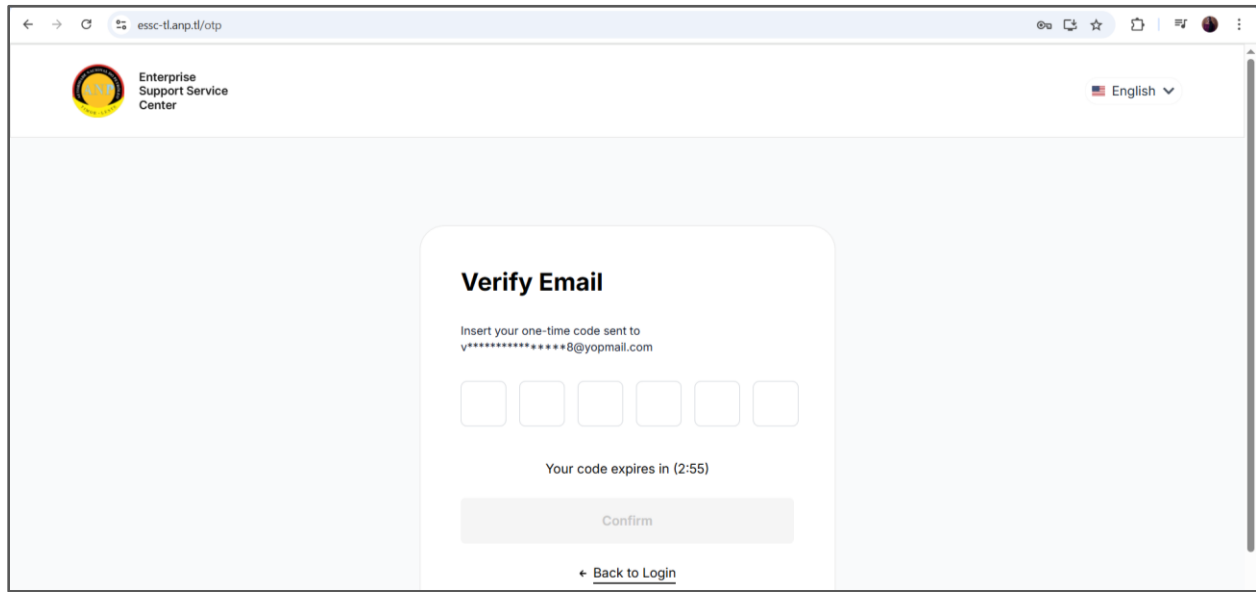 essc-tl.anp.tl/otp
Enterprise
Support Service
Center
English
Verify Email
Insert your one-time code sent to
v***************8@yopmail.com
Your code expires in (2:55)
Confirm
← Back to Login